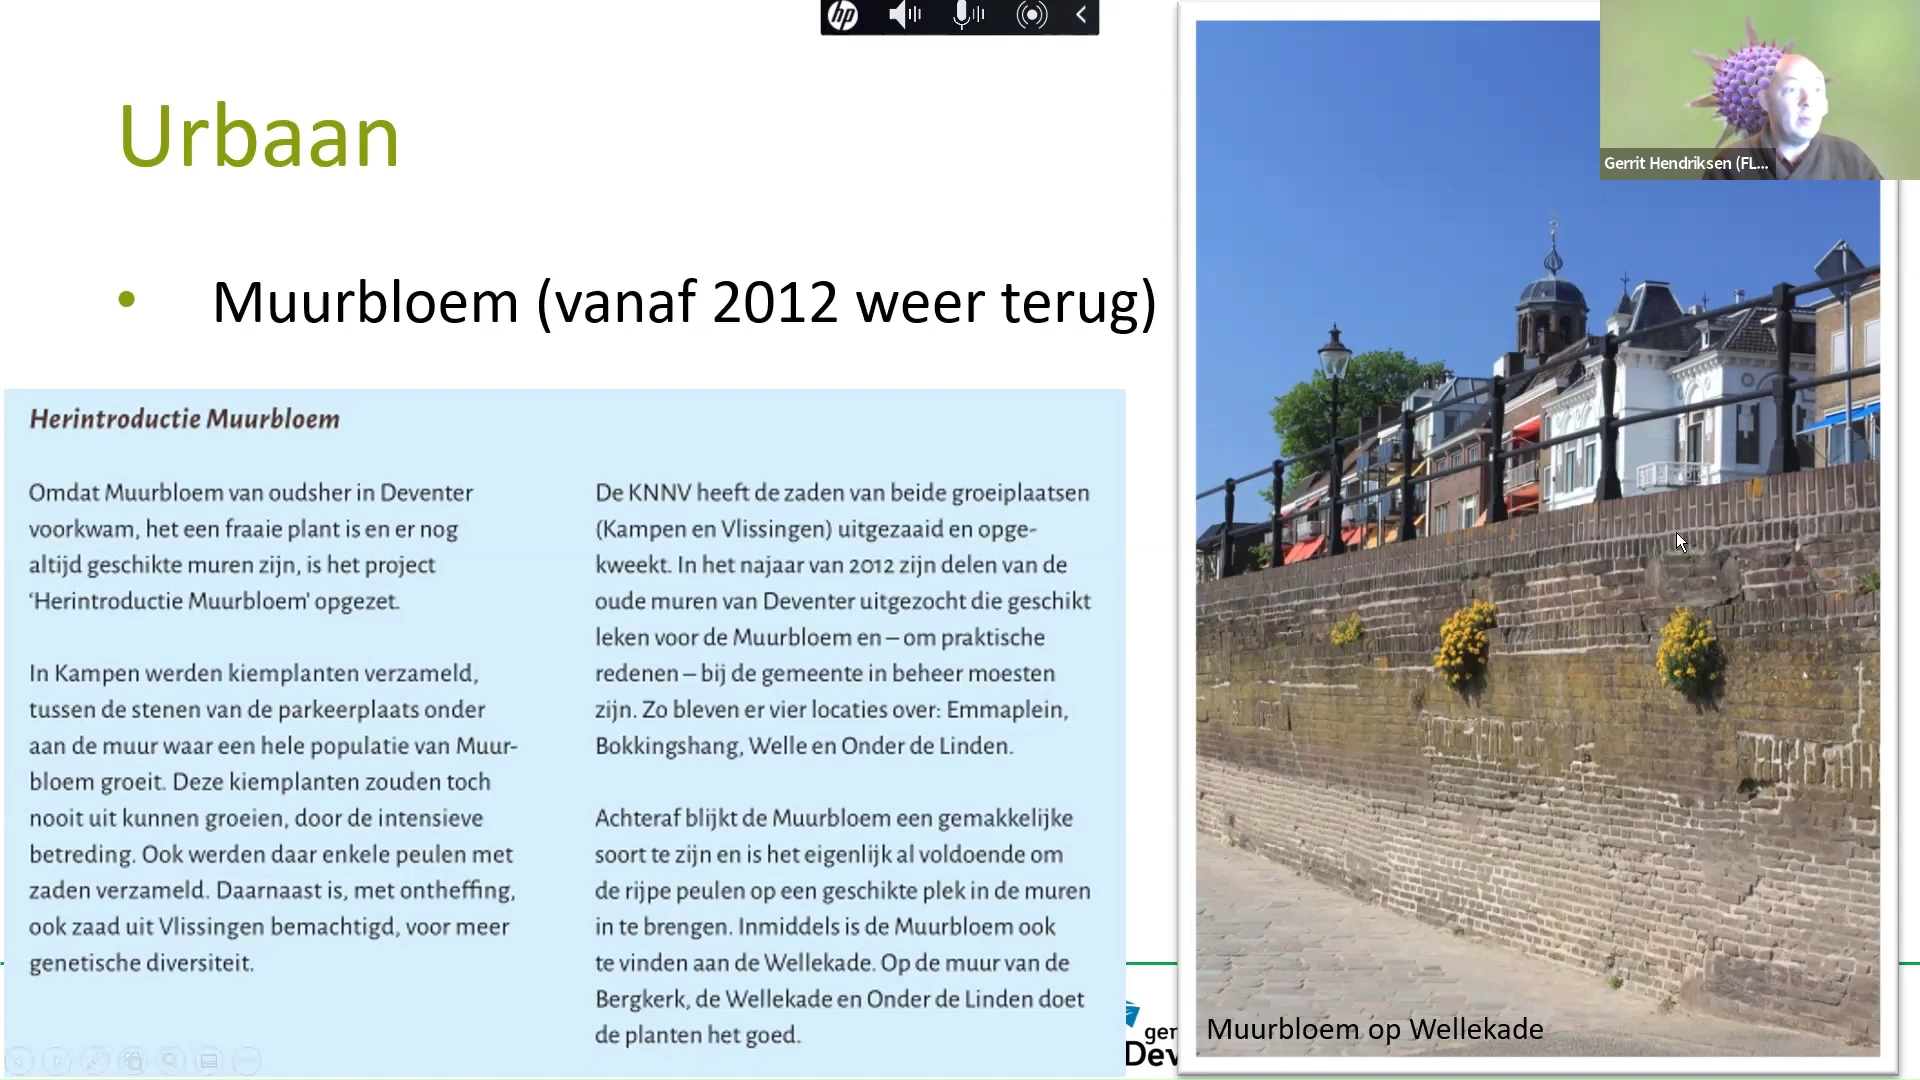 hp
Urbaan
Gerrit Hendriksen (FL...
• Muurbloem (vanaf 2012 weer terug)
Herintroductie Muurbloem
Omdat Muurbloem van oudsher in Deventer
voorkwam, het een fraaie plant is en er nog
altijd geschikte muren zijn, is het project
‘Herintroductie Muurbloem’ opgezet.
In Kampen werden kiemplanten verzameld,
tussen de stenen van de parkeerplaats onder
aan de muur waar een hele populatie van Muur-
bloem groeit. Deze kiemplanten zouden toch
nooit uit kunnen groeien, door de intensieve
betreding. Ook werden daar enkele peulen met
zaden verzameld. Daarnaast is, met ontheffing,
ook zaad uit Vlissingen bemachtigd, voor meer
genetische diversiteit.
De KNNV heeft de zaden van beide groeiplaatsen
(Kampen en Vlissingen) uitgezaaid en opge-
kweekt. In het najaar van 2012 zijn delen van de
oude muren van Deventer uitgezocht die geschikt
leken voor de Muurbloem en – om praktische
redenen – bij de gemeente in beheer moesten
zijn. Zo bleven er vier locaties over: Emmaplein,
Bokkingshang, Welle en Onder de Linden.
Achteraf blijkt de Muurbloem een gemakkelijke
soort te zijn en is het eigenlijk al voldoende om
de rijpe peulen op een geschikte plek in de muren
in te brengen. Inmiddels is de Muurbloem ook
te vinden aan de Wellekade. Op de muur van de
Bergkerk, de Wellekade en Onder de Linden doet
de planten het goed.
gem
Dev
Muurbloem op Wellekade